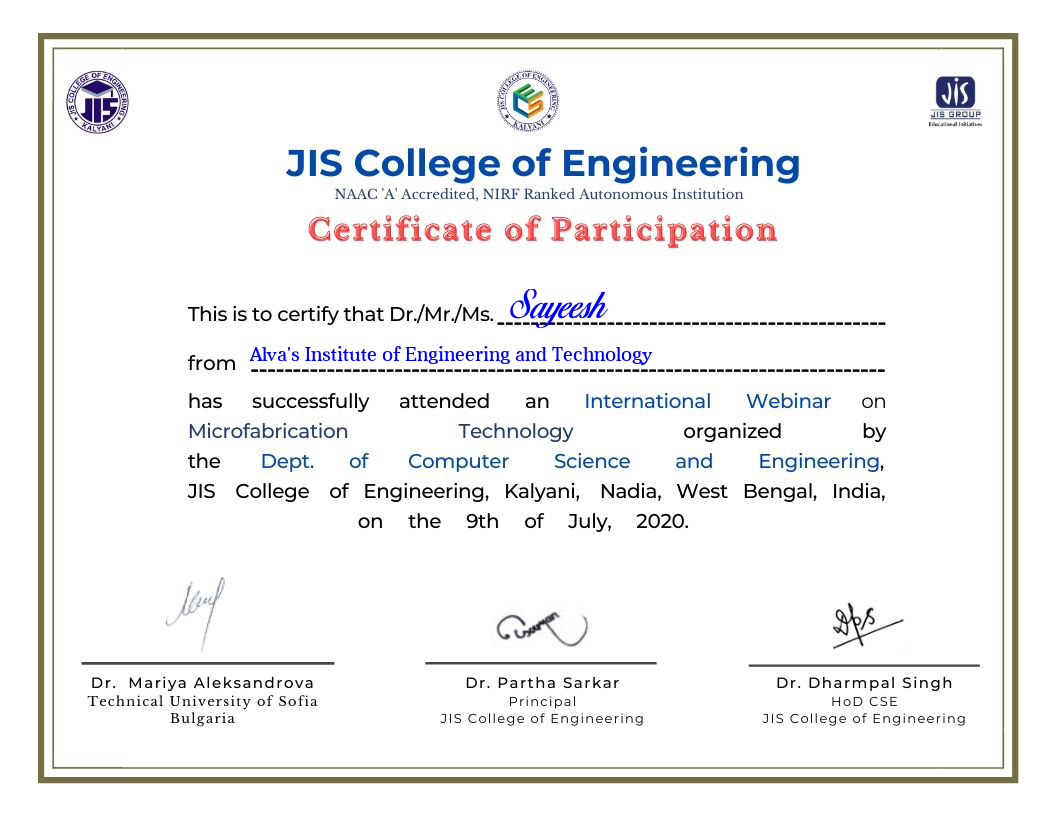 JIS COLLEGE OF ENGINEERING
JIS
KALYANI
JIS COLLEGE OF ENGINEERING
KALYANI
JIS
JIS GROUP
Educational Initiatives
JIS College of Engineering
NAAC 'A' Accredited, NIRF Ranked Autonomous Institution
Certificate of Participation
This is to certify that Dr./Mr./Ms. Sayeesh
from Alva's Institute of Engineering and Technology
has successfully attended an International Webinar on
Microfabrication Technology organized by
the Dept. of Computer Science and Engineering,
JIS College of Engineering, Kalyani, Nadia, West Bengal, India,
on the 9th of July, 2020.
Dr. Mariya Aleksandrova
Technical University of Sofia
Bulgaria
Dr. Partha Sarkar
Principal
JIS College of Engineering
Dr. Dharmpal Singh
HoD CSE
JIS College of Engineering